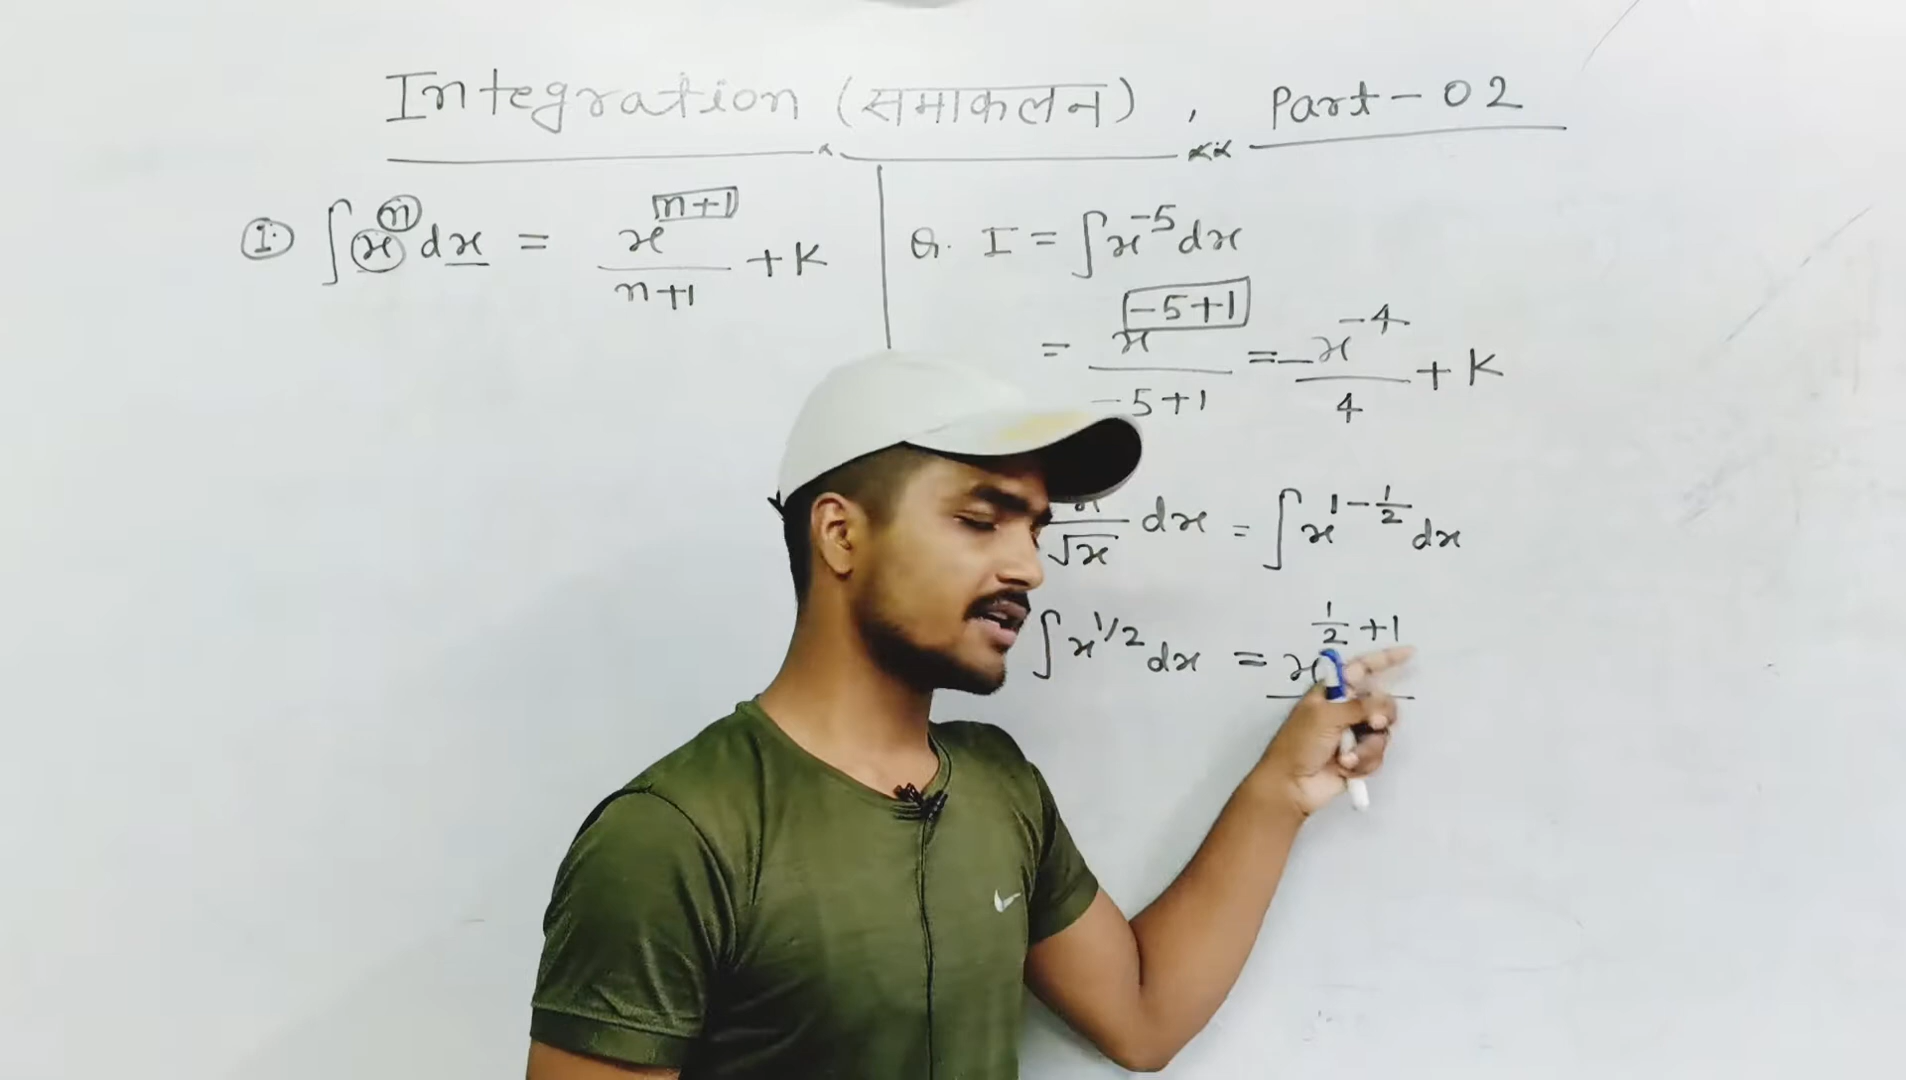 Integration (समाकलन), Part-02
① ∫xⁿdx = x^(n+1)/(n+1) + K
Q. I = ∫x^-5 dx
= x^(-5+1)/(-5+1) = -x^-4/4 + K
x/√x dx = ∫x^(1-1/2) dx
∫x^(1/2) dx = x^(1/2+1)